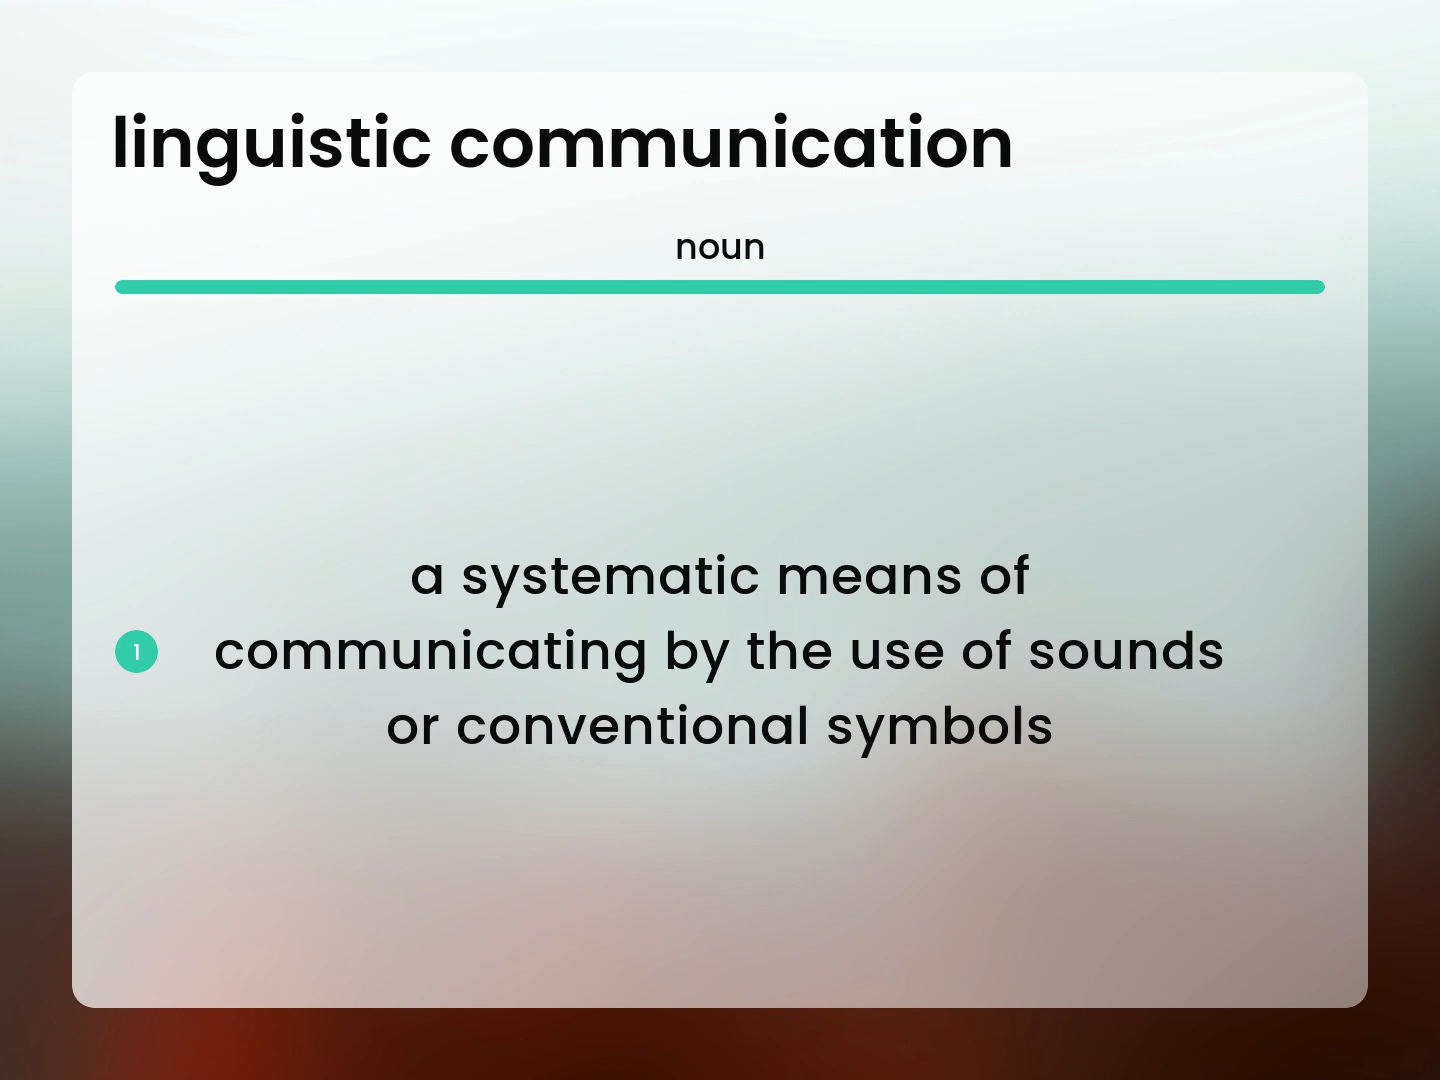 linguistic communication
noun
a systematic means of
1 communicating by the use of sounds
or conventional symbols